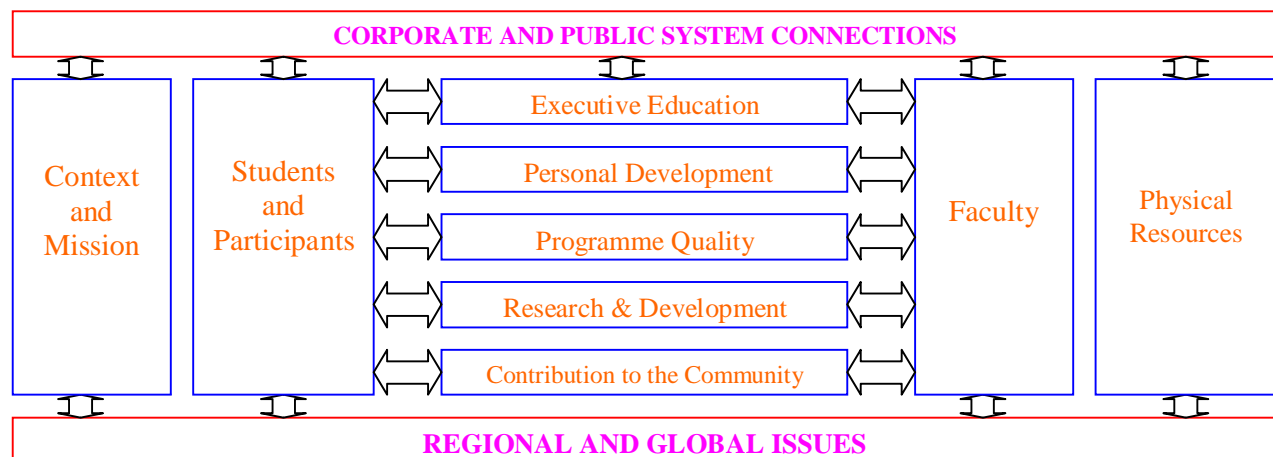 CORPORATE AND PUBLIC SYSTEM CONNECTIONS
Context
and
Mission
Students
and
Participants
Executive Education
Personal Development
Programme Quality
Research & Development
Contribution to the Community
Faculty
Physical
Resources
REGIONAL AND GLOBAL ISSUES